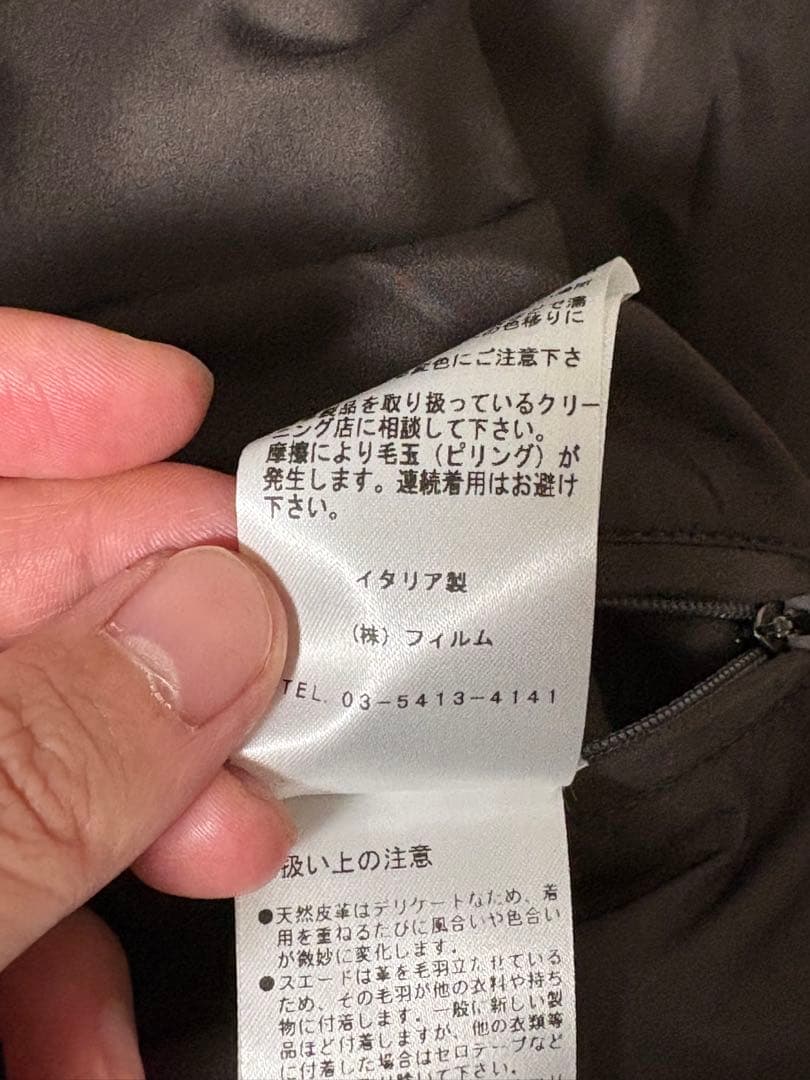 で濡
の色移りに
変色にご注意下さ
製品を取り扱っているクリー
ニング店に相談して下さい。
摩擦により毛玉（ピリング）が
発生します。連続着用はお避け
下さい。
イタリア製
（株）フィルム
TEL. 03-5413-4141
扱い上の注意
●天然皮革はデリケートなため、着
用を重ねるたびに風合いや色合い
が微妙に変化します。
●スエードは革を毛羽立たせている
ため、その毛羽が他の衣料や持ち
物に付着します。一般に新しい製
品ほど付着しますが、他の衣類等
に付着した場合はセロテープなど
除いて下さい。